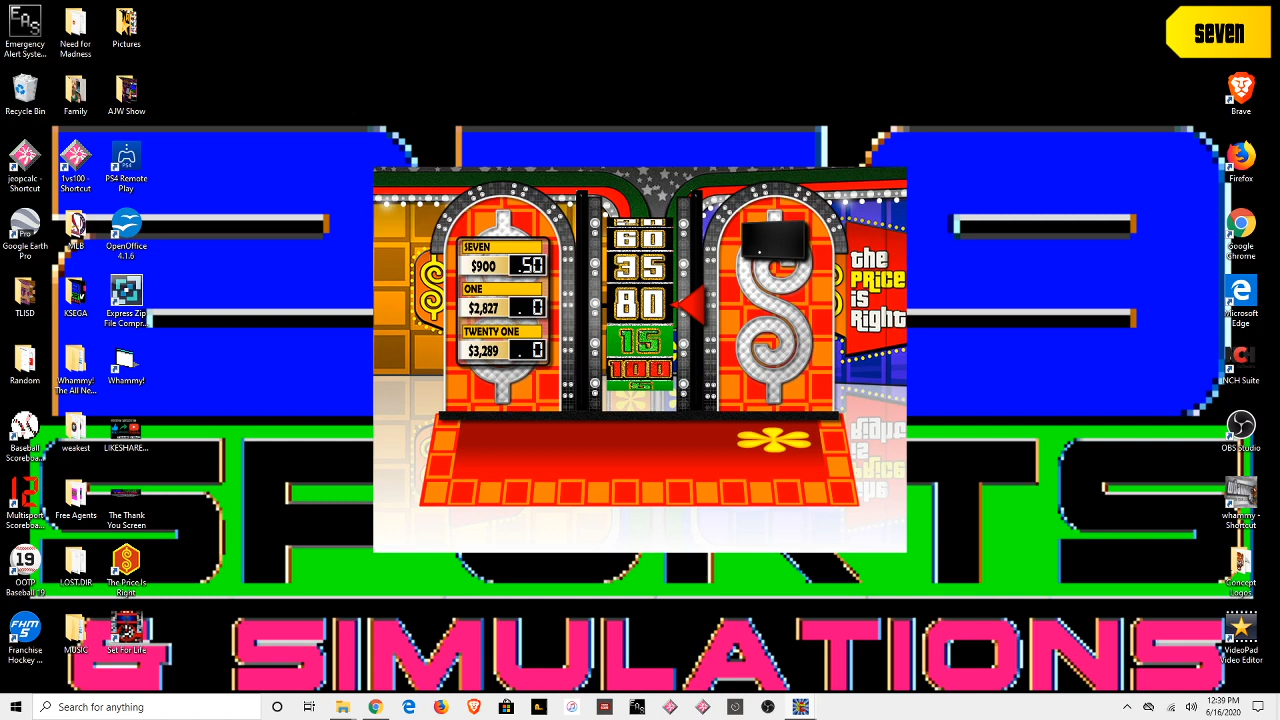 Emergency
Alert Syste...
Need for
Madness
Pictures
seven
Recycle Bin
Family
AJW Show
Brave
jeopcalc -
Shortcut
1vs100 -
Shortcut
PS4 Remote
Play
Firefox
Google Earth
Pro
MLB
OpenOffice
4.1.6
Google
Chrome
TLISD
KSEGA
Express Zip
File Compr...
Microsoft
Edge
Random
Whammy!
The All Ne...
Whammy!
NCH Suite
Baseball
Scoreboa...
weakest
LIKESHARE...
OBS Studio
Multisport
Scoreboa...
Free Agents
The Thank
You Screen
whammy -
Shortcut
OOTP
Baseball 19
LOST.DIR
The Price Is
Right
Concept
Logos
Franchise
Hockey ...
MUSIC
Set For Life
VideoPad
Video Editor
SEVEN
$900 .50
ONE
$2,827 . 0
TWENTY ONE
$3,289 . 0
60
35
80
15
100
the
PRICE
is
Right
SPORTS
& SIMULATIONS
Search for anything
12:39 PM
6/16/2020